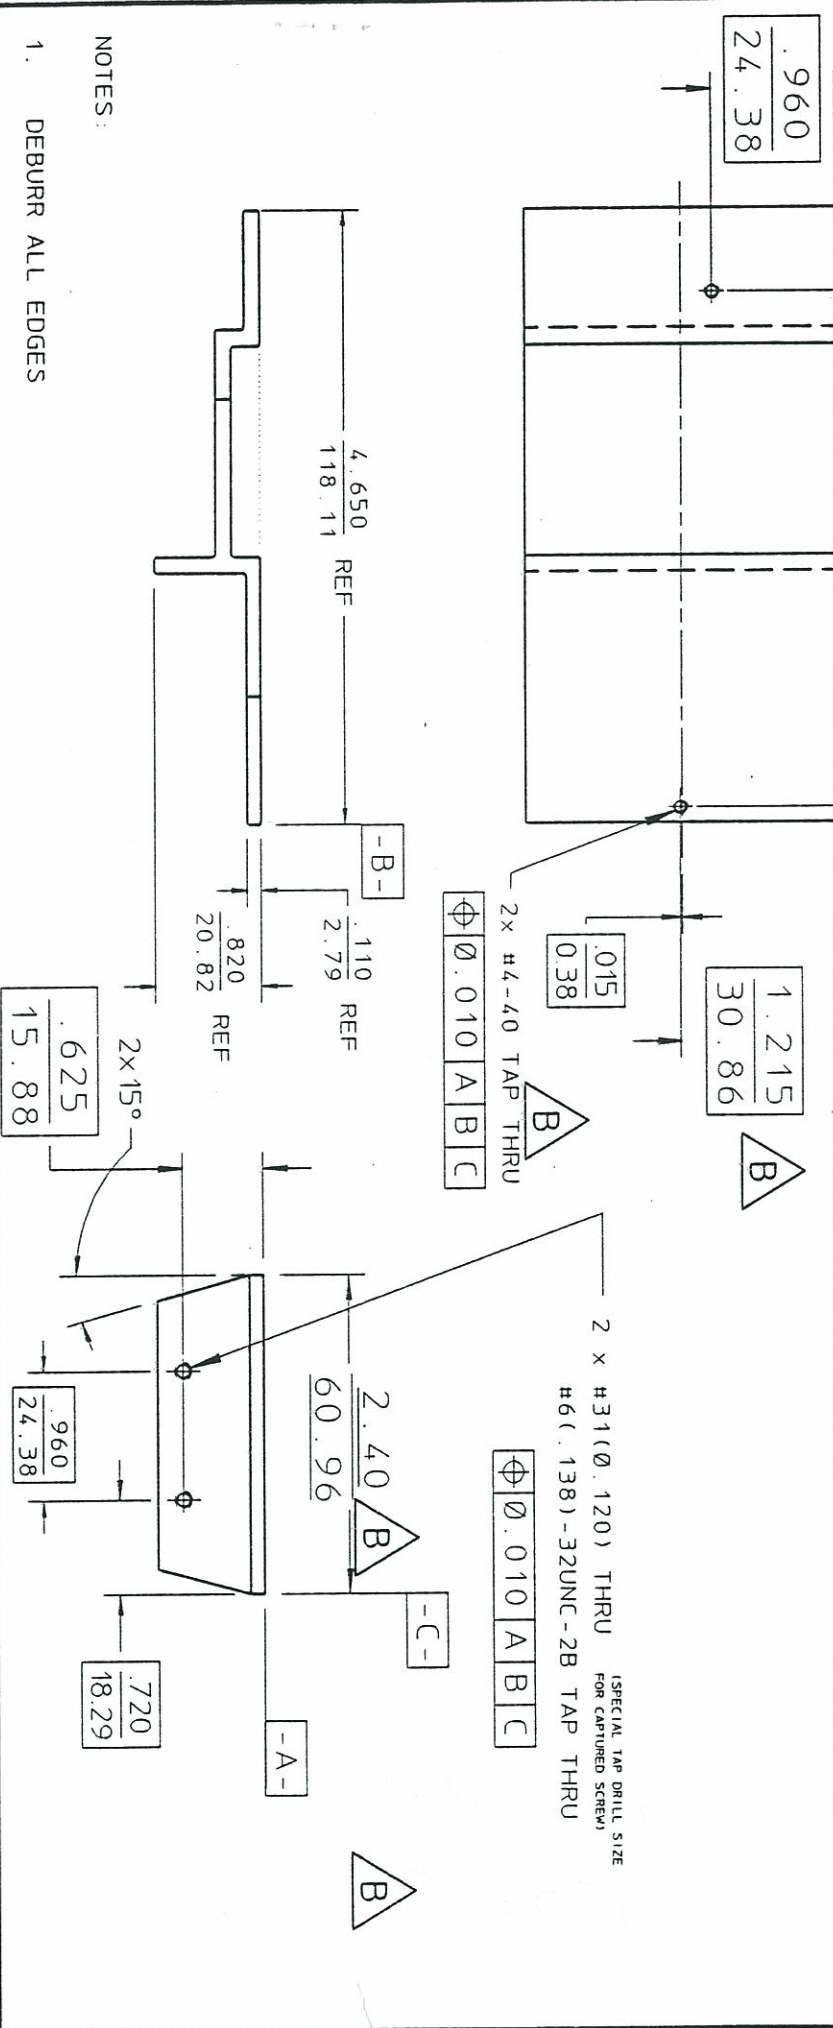 .960
24.38
1.215
30.86
B
.015
0.38
2x #4-40 TAP THRU
B
⌖ Ø.010 A B C
2 x #31(0.120) THRU (SPECIAL TAP DRILL SIZE
FOR CAPTURED SCREW)
#6(.138)-32UNC-2B TAP THRU
⌖ Ø.010 A B C
4.650
118.11 REF
-B-
.110
2.79 REF
.820
20.82 REF
2.40
60.96
B
-C-
-A-
B
2x15°
.625
15.88
.960
24.38
.720
18.29
NOTES:
1. DEBURR ALL EDGES